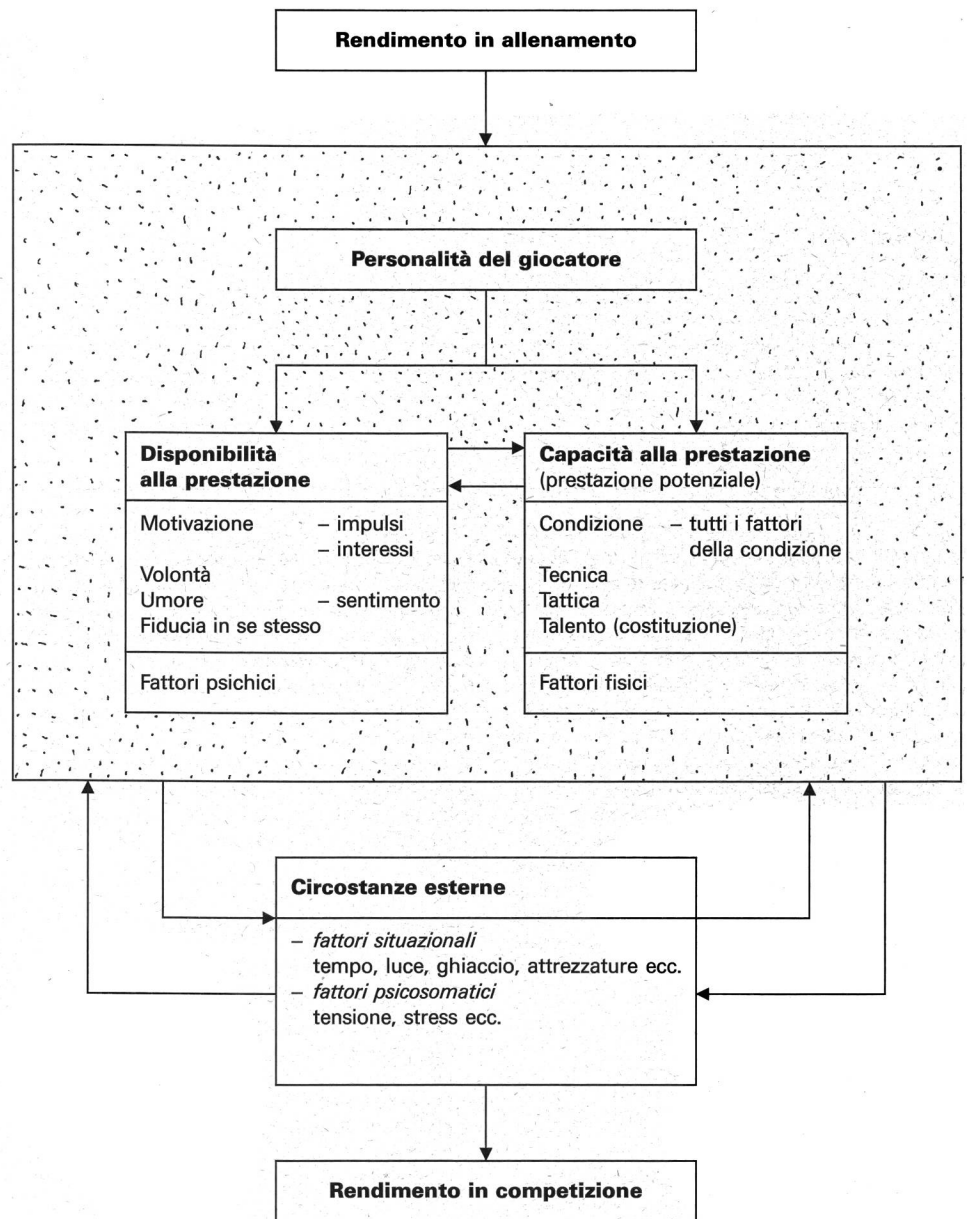 Rendimento in allenamento
Personalità del giocatore
Disponibilità
alla prestazione
Motivazione – impulsi
– interessi
Volontà
Umore – sentimento
Fiducia in se stesso
Fattori psichici
Capacità alla prestazione
(prestazione potenziale)
Condizione – tutti i fattori
della condizione
Tecnica
Tattica
Talento (costituzione)
Fattori fisici
Circostanze esterne
– fattori situazionali
tempo, luce, ghiaccio, attrezzature ecc.
– fattori psicosomatici
tensione, stress ecc.
Rendimento in competizione